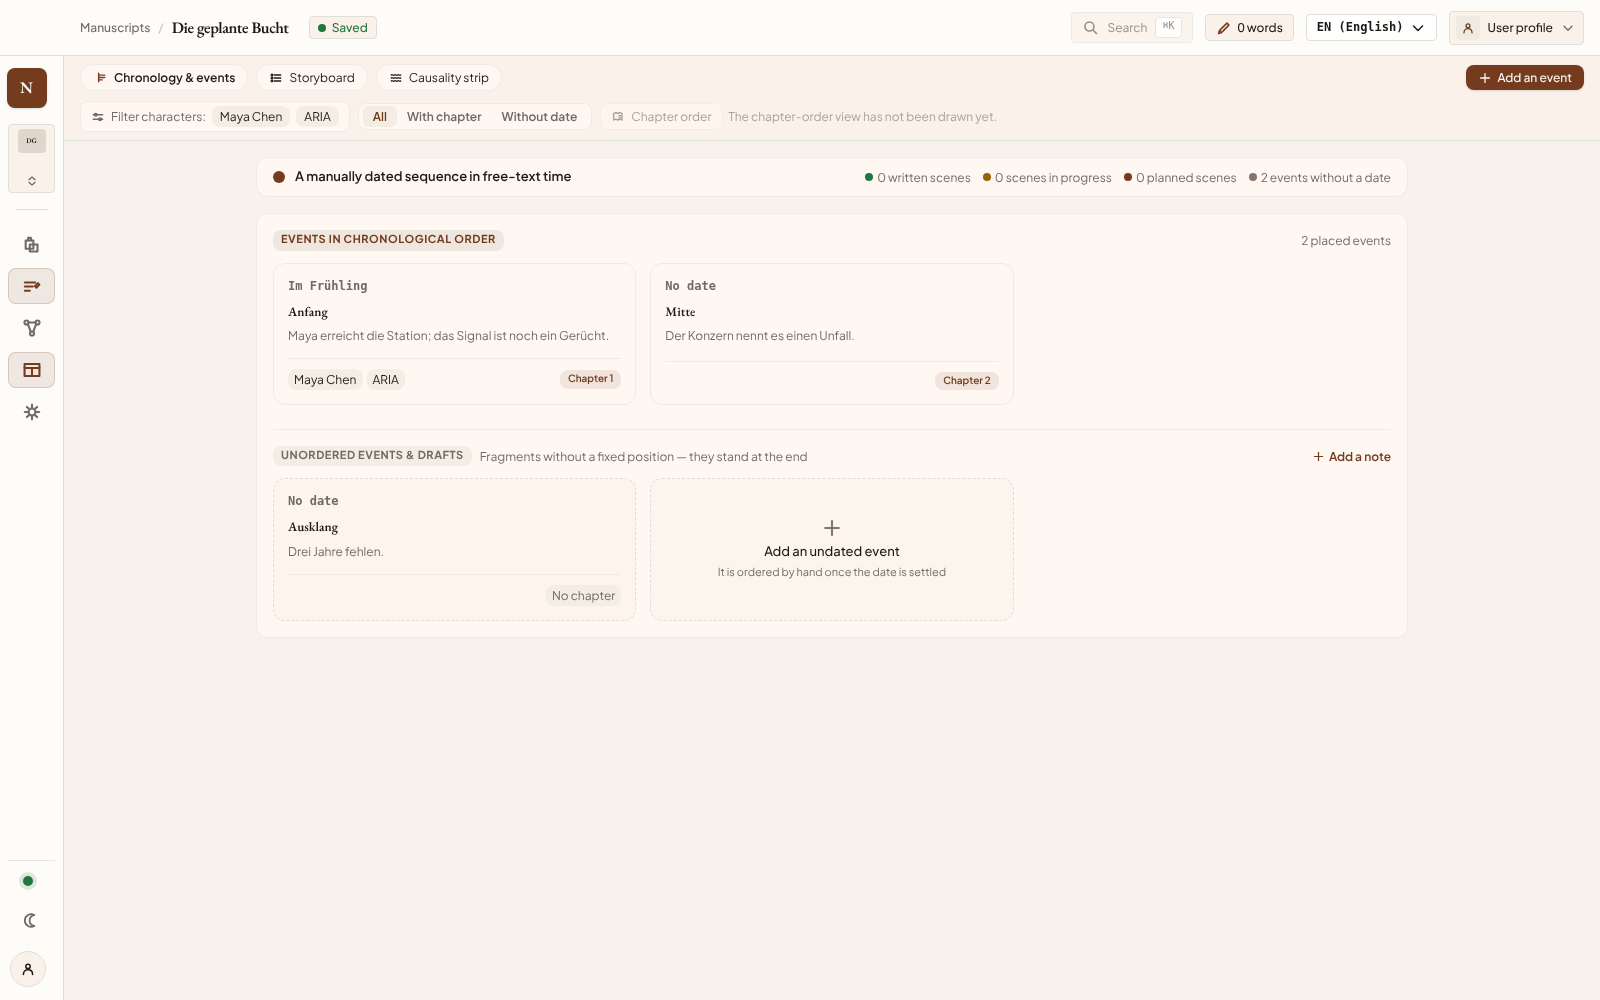 Manuscripts / Die geplante Bucht
Saved
Search ⌘K
0 words
EN (English)
User profile
N
DG
Chronology & events
Storyboard
Causality strip
Add an event
Filter characters: Maya Chen ARIA
All With chapter Without date
Chapter order
The chapter-order view has not been drawn yet.
A manually dated sequence in free-text time
0 written scenes
0 scenes in progress
0 planned scenes
2 events without a date
EVENTS IN CHRONOLOGICAL ORDER
2 placed events
Im Frühling
Anfang
Maya erreicht die Station; das Signal ist noch ein Gerücht.
Maya Chen ARIA Chapter 1
No date
Mitte
Der Konzern nennt es einen Unfall.
Chapter 2
UNORDERED EVENTS & DRAFTS
Fragments without a fixed position — they stand at the end
Add a note
No date
Ausklang
Drei Jahre fehlen.
No chapter
Add an undated event
It is ordered by hand once the date is settled